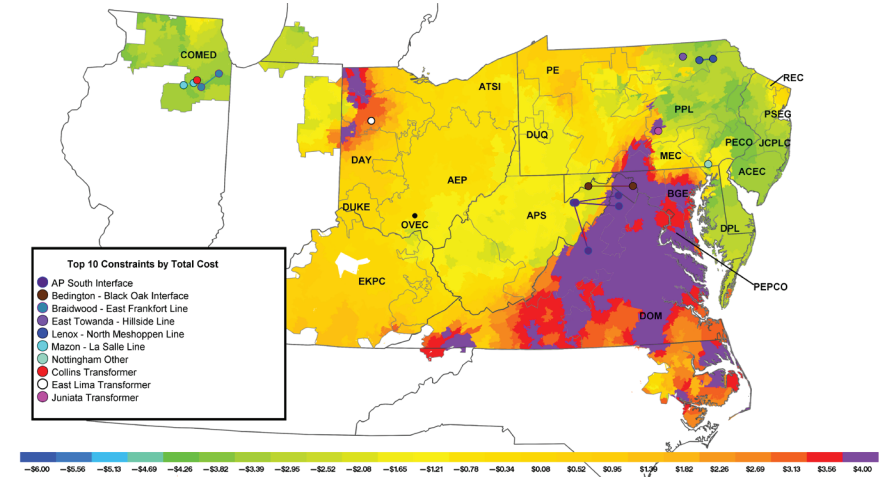 COMED
PE
ATSI
REC
PPL
PSEG
DUQ
PECO JCPLC
MEC
DAY
ACEC
AEP
BGE
DUKE
APS
OVEC
DPL
EKPC
PEPCO
DOM
Top 10 Constraints by Total Cost
AP South Interface
Bedington - Black Oak Interface
Braidwood - East Frankfort Line
East Towanda - Hillside Line
Lenox - North Meshoppen Line
Mazon - La Salle Line
Nottingham Other
Collins Transformer
East Lima Transformer
Juniata Transformer
–$6.00 –$5.56 –$5.13 –$4.69 –$4.26 –$3.82 –$3.39 –$2.95 –$2.52 –$2.08 –$1.65 –$1.21 –$0.78 –$0.34 $0.08 $0.52 $0.95 $1.39 $1.82 $2.26 $2.69 $3.13 $3.56 $4.00